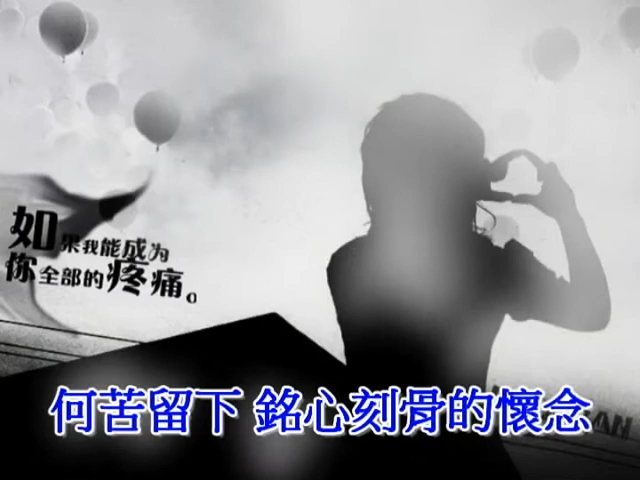 如果我能成为
你全部的疼痛。
何苦留下 銘心刻骨的懷念